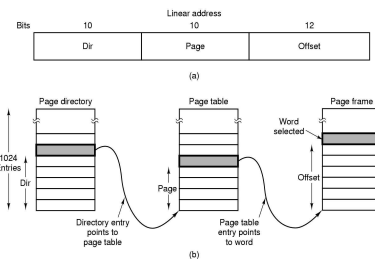 Linear address
Bits 10 10 12
Dir Page Offset
(a)
Page directory Page table Page frame
Word
selected
1024
Entries
Dir
Page
Offset
Directory entry
points to
page table
Page table
entry points
to word
(b)